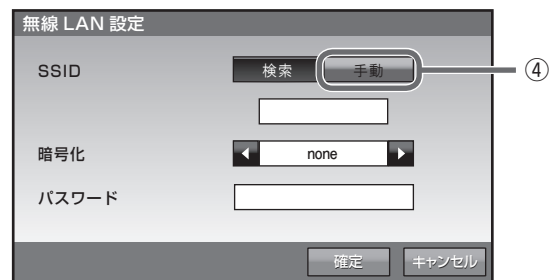 無線 LAN 設定
SSID 検索 手動 ④
暗号化 none
パスワード
確定 キャンセル